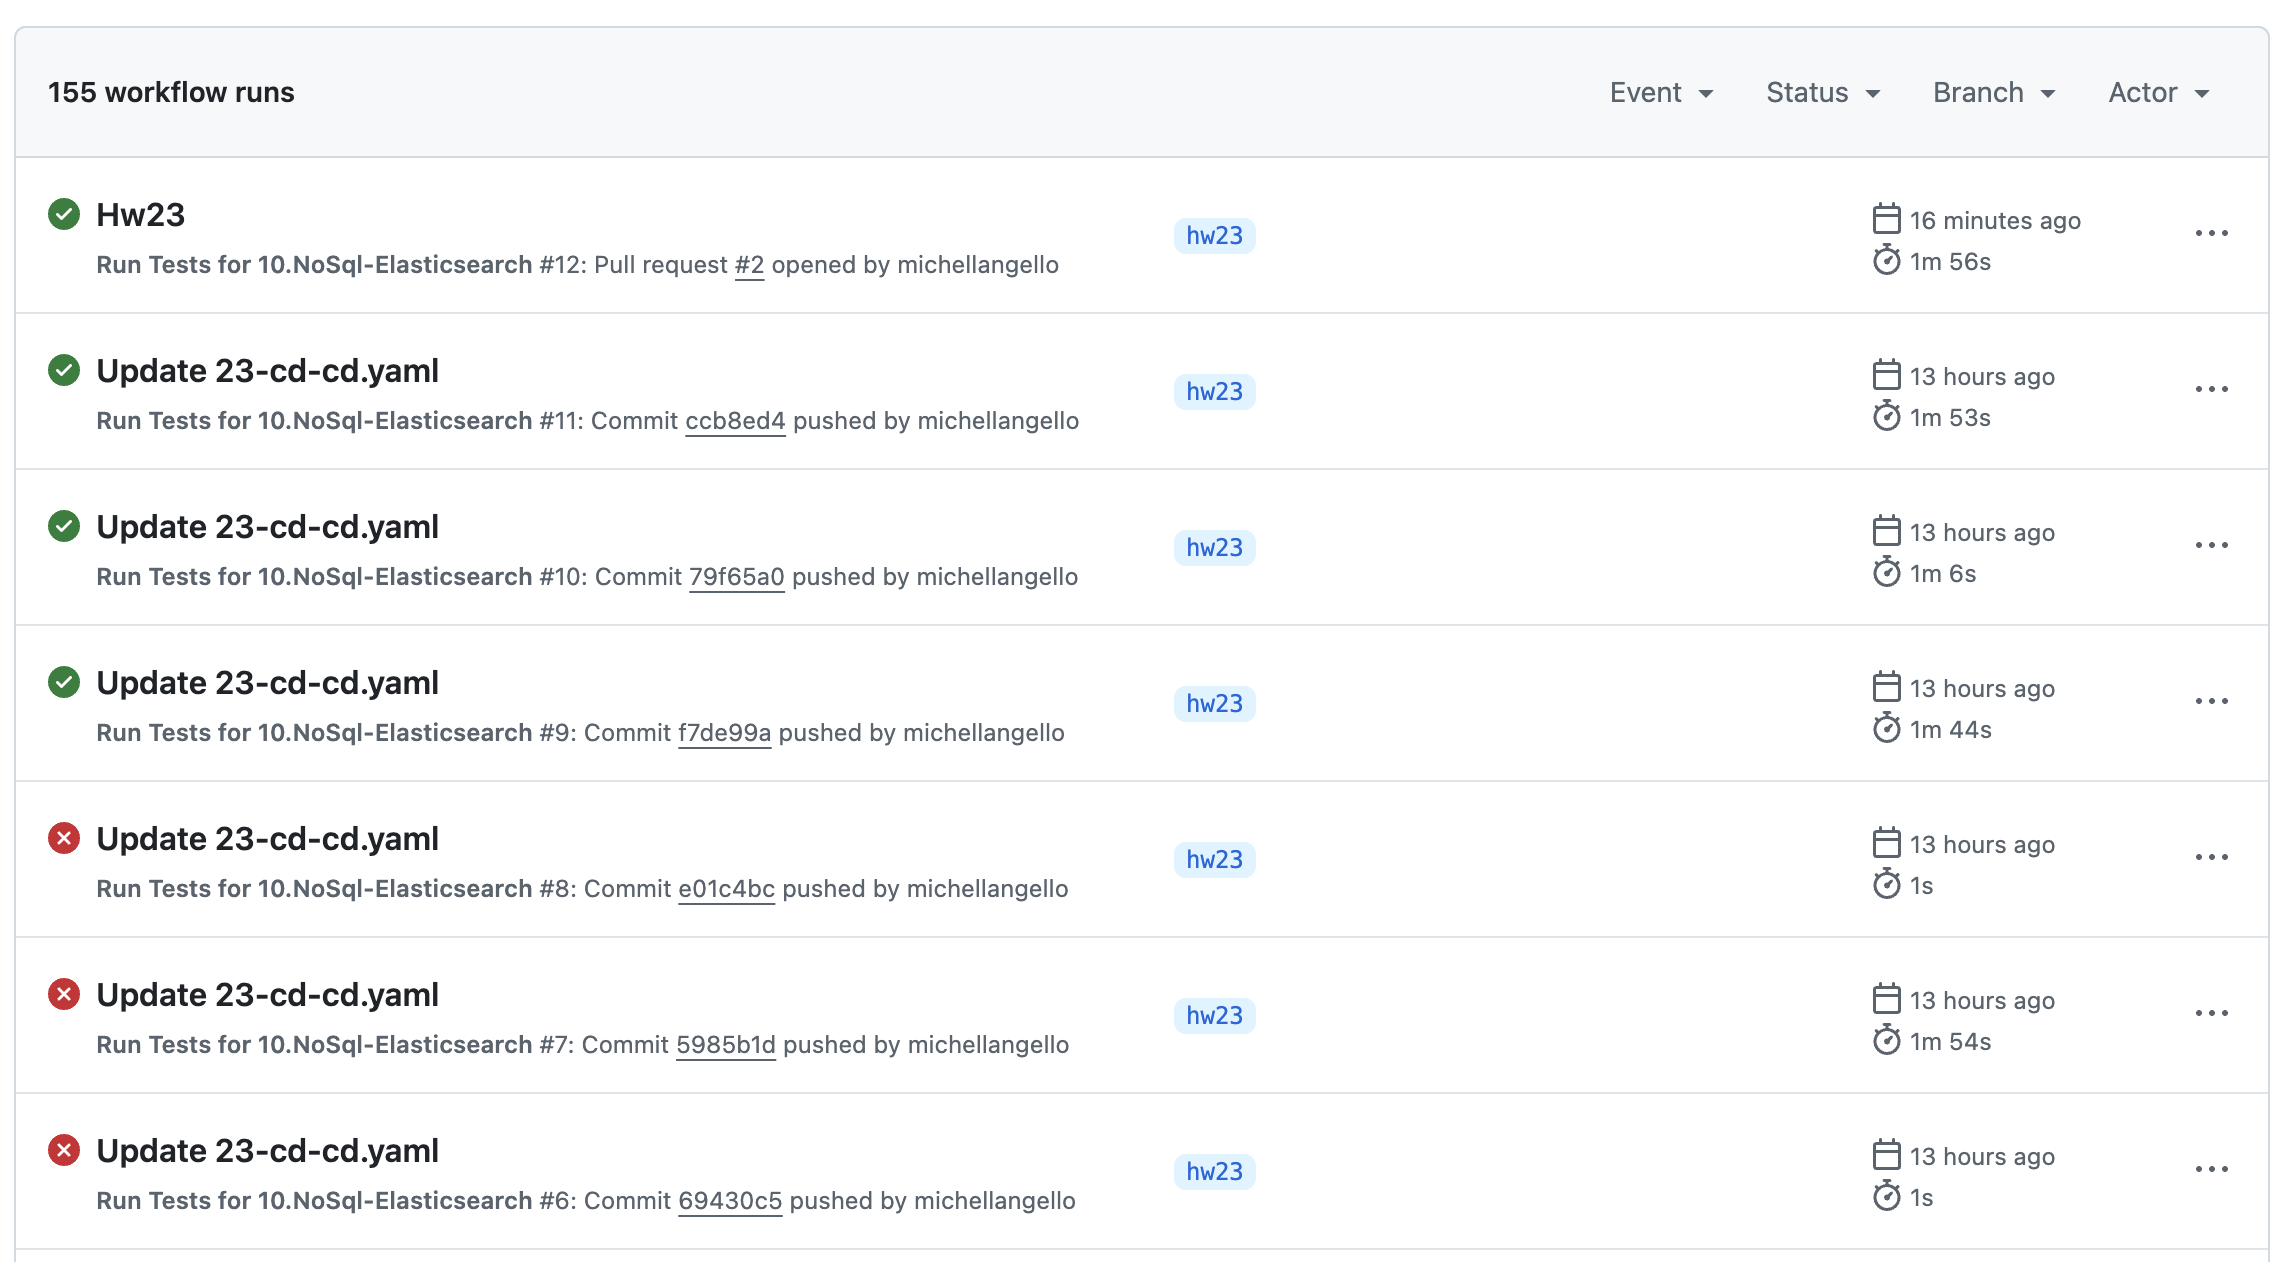 155 workflow runs
Event Status Branch Actor
Hw23
Run Tests for 10.NoSql-Elasticsearch #12: Pull request #2 opened by michellangello
hw23
16 minutes ago
1m 56s
Update 23-cd-cd.yaml
Run Tests for 10.NoSql-Elasticsearch #11: Commit ccb8ed4 pushed by michellangello
hw23
13 hours ago
1m 53s
Update 23-cd-cd.yaml
Run Tests for 10.NoSql-Elasticsearch #10: Commit 79f65a0 pushed by michellangello
hw23
13 hours ago
1m 6s
Update 23-cd-cd.yaml
Run Tests for 10.NoSql-Elasticsearch #9: Commit f7de99a pushed by michellangello
hw23
13 hours ago
1m 44s
Update 23-cd-cd.yaml
Run Tests for 10.NoSql-Elasticsearch #8: Commit e01c4bc pushed by michellangello
hw23
13 hours ago
1s
Update 23-cd-cd.yaml
Run Tests for 10.NoSql-Elasticsearch #7: Commit 5985b1d pushed by michellangello
hw23
13 hours ago
1m 54s
Update 23-cd-cd.yaml
Run Tests for 10.NoSql-Elasticsearch #6: Commit 69430c5 pushed by michellangello
hw23
13 hours ago
1s